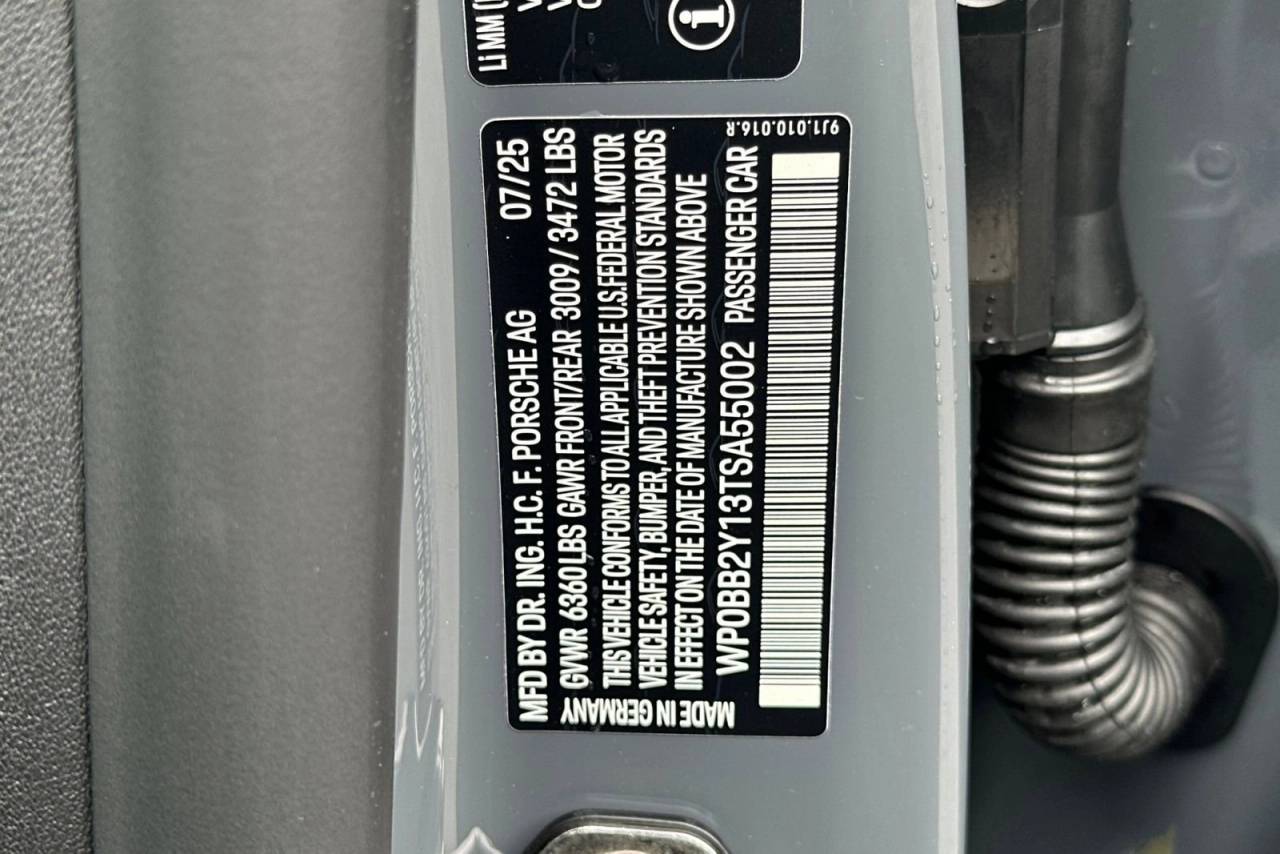 Li MM (
MFD BY DR. ING. H.C. F. PORSCHE AG 07/25
GVWR 6360 LBS GAWR FRONT/REAR 3009 / 3472 LBS
THIS VEHICLE CONFORMS TO ALL APPLICABLE U.S. FEDERAL MOTOR
VEHICLE SAFETY, BUMPER, AND THEFT PREVENTION STANDARDS
IN EFFECT ON THE DATE OF MANUFACTURE SHOWN ABOVE
WP0BB2Y13TSA55002 PASSENGER CAR
MADE IN GERMANY
9J1.010.016.R